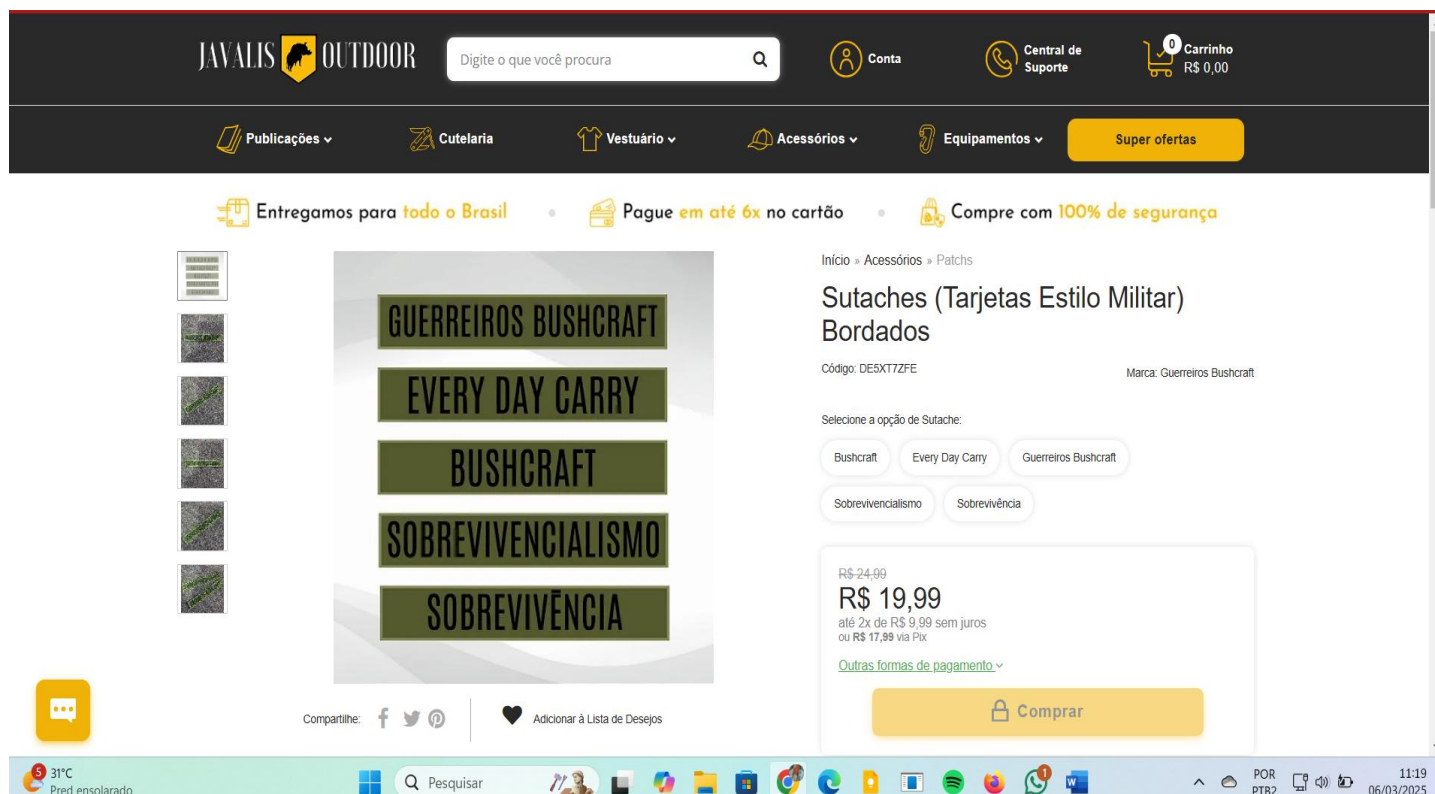 JAVALIS OUTDOOR
Digite o que você procura
Conta
Central de
Suporte
0
Carrinho
R$ 0,00
Publicações
Cutelaria
Vestuário
Acessórios
Equipamentos
Super ofertas
Entregamos para todo o Brasil
Pague em até 6x no cartão
Compre com 100% de segurança
GUERREIROS BUSHCRAFT
EVERY DAY CARRY
BUSHCRAFT
SOBREVIVENCIALISMO
SOBREVIVÊNCIA
Compartilhe:
Adicionar à Lista de Desejos
Início » Acessórios » Patchs
Sutaches (Tarjetas Estilo Militar)
Bordados
Código: DE5XT7ZFE
Marca: Guerreiros Bushcraft
Selecione a opção de Sutache:
Bushcraft
Every Day Carry
Guerreiros Bushcraft
Sobrevivencialismo
Sobrevivência
R$ 24,99
R$ 19,99
até 2x de R$ 9,99 sem juros
ou R$ 17,99 via Pix
Outras formas de pagamento
Comprar
5
31°C
Pred ensolarado
Pesquisar
1
POR
PTB2
11:19
06/03/2025